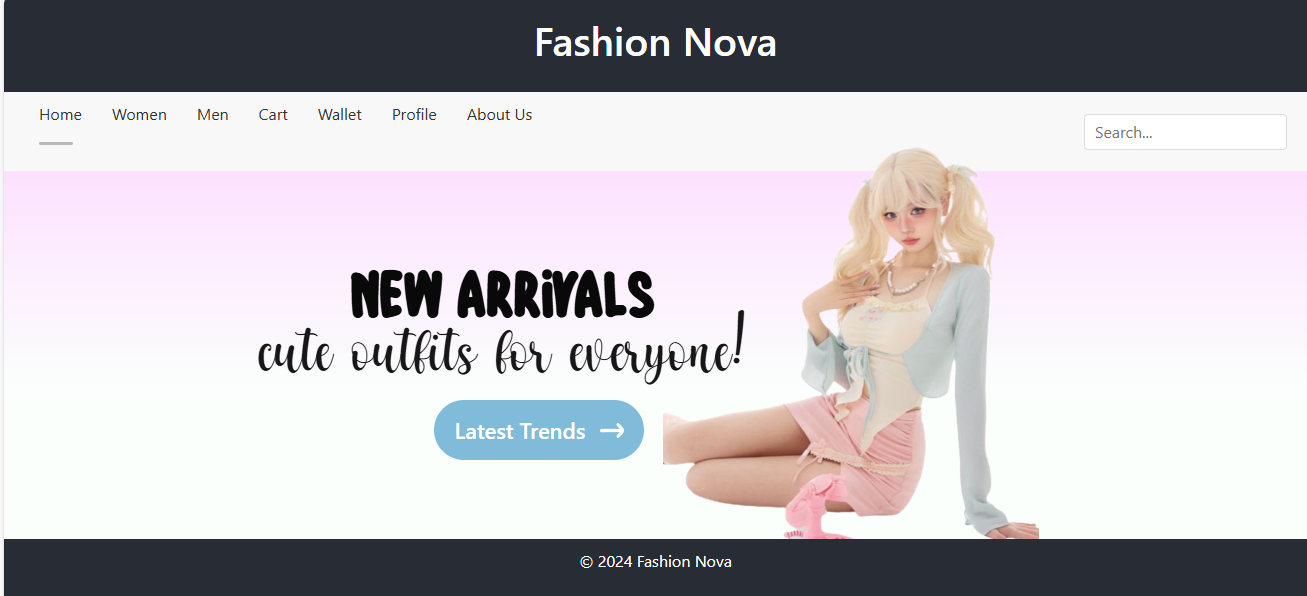 Fashion Nova
Home Women Men Cart Wallet Profile About Us
Search...
NEW ARRiVALS
cute outfits for everyone!
Latest Trends →
© 2024 Fashion Nova